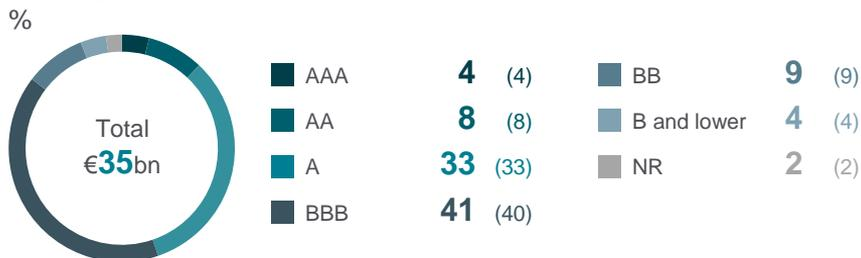 %
Total
€35bn
AAA 4 (4)
AA 8 (8)
A 33 (33)
BBB 41 (40)
BB 9 (9)
B and lower 4 (4)
NR 2 (2)